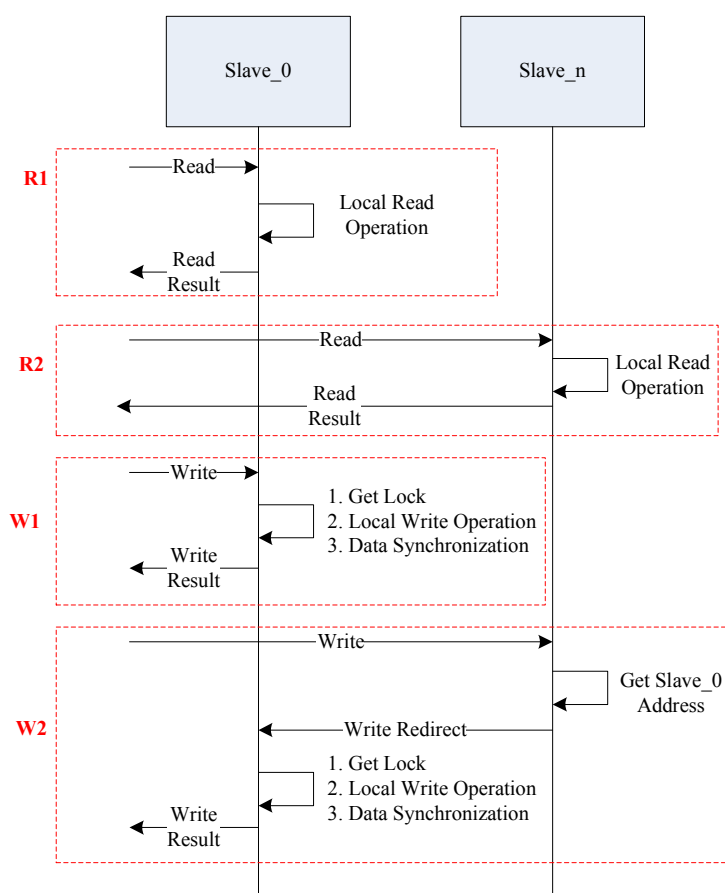 Slave_0
Slave_n
R1
Read
Local Read
Operation
Read
Result
R2
Read
Local Read
Operation
Read
Result
W1
Write
1. Get Lock
2. Local Write Operation
3. Data Synchronization
Write
Result
W2
Write
Get Slave_0
Address
Write Redirect
1. Get Lock
2. Local Write Operation
3. Data Synchronization
Write
Result